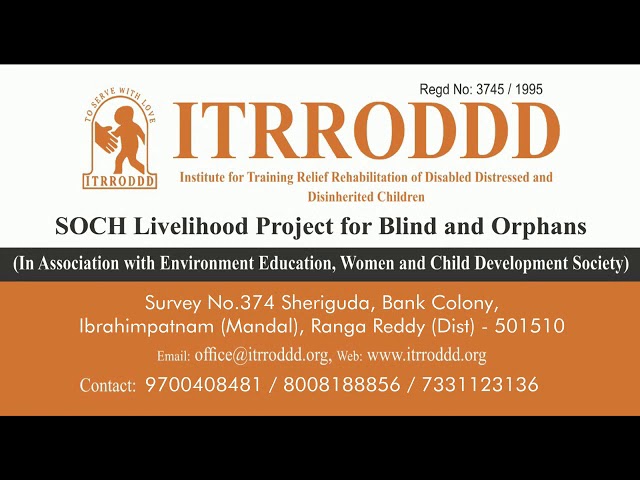 Regd No: 3745 / 1995
TO SERVE WITH LOVE
ITRRODDD
ITRRODDD
Institute for Training Relief Rehabilitation of Disabled Distressed and
Disinherited Children
SOCH Livelihood Project for Blind and Orphans
(In Association with Environment Education, Women and Child Development Society)
Survey No.374 Sheriguda, Bank Colony,
Ibrahimpatnam (Mandal), Ranga Reddy (Dist) - 501510
Email: office@itrroddd.org, Web: www.itrroddd.org
Contact: 9700408481 / 8008188856 / 7331123136